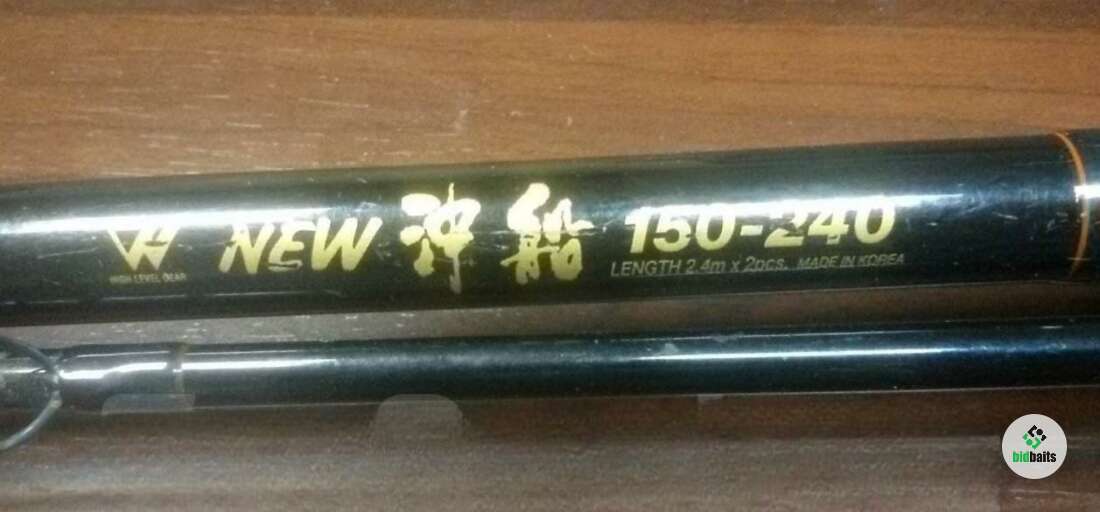 NEW 沖船 150-240
HIGH LEVEL GEAR
LENGTH 2.4m x 2pcs. MADE IN KOREA
bidbaits